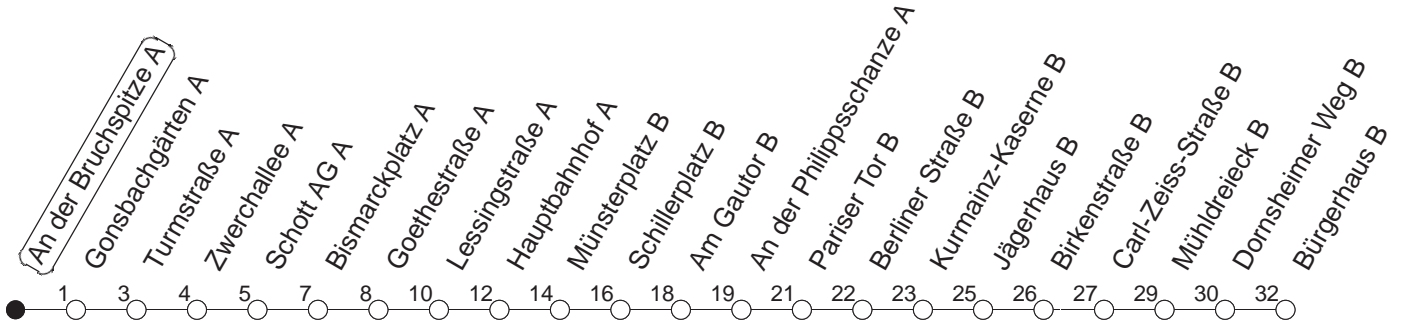 An der Bruchspitze A
Gonsbachgärten A
Turmstraße A
Zwerchallee A
Schott AG A
Bismarckplatz A
Goethestraße A
Lessingstraße A
Hauptbahnhof A
Münsterplatz B
Schillerplatz B
Am Gautor B
An der Philippsschanze A
Pariser Tor B
Berliner Straße B
Kurmainz-Kaserne B
Jägerhaus B
Birkenstraße B
Carl-Zeiss-Straße B
Mühldreieck B
Dornsheimer Weg B
Bürgerhaus B
1 3 4 5 7 8 10 12 14 16 18 19 21 22 23 25 26 27 29 30 32